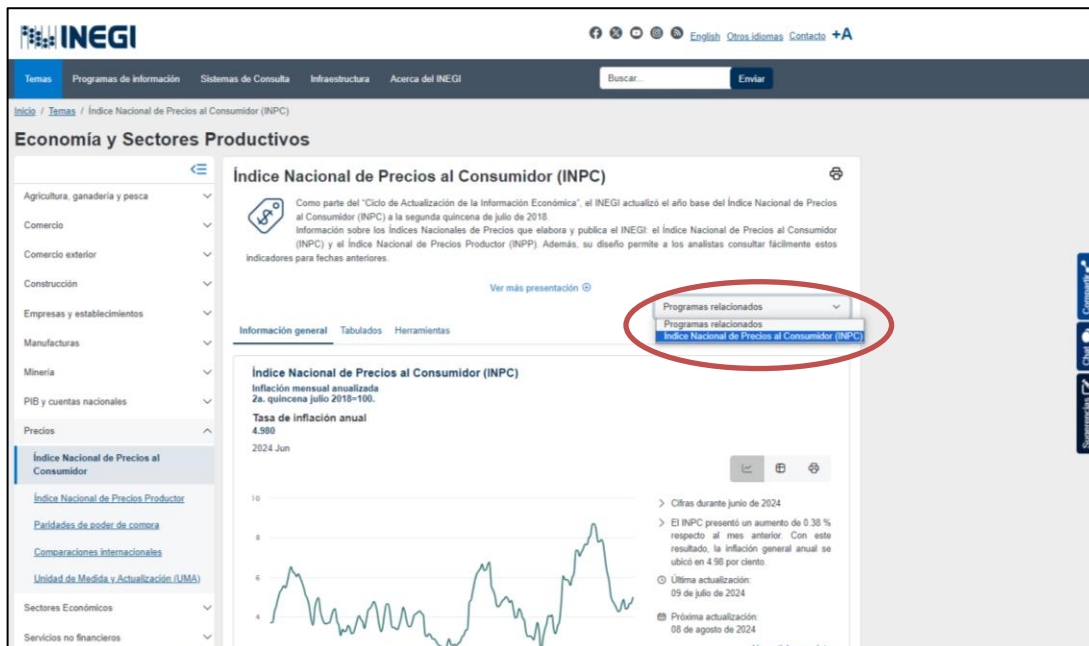 INEGI
English Otros idiomas Contacto +A
Temas Programas de información Sistemas de Consulta Infraestructura Acerca del INEGI Buscar... Enviar
Inicio / Temas / Índice Nacional de Precios al Consumidor (INPC)
Economía y Sectores Productivos
Agricultura, ganadería y pesca
Comercio
Comercio exterior
Construcción
Empresas y establecimientos
Manufacturas
Minería
PIB y cuentas nacionales
Precios
Índice Nacional de Precios al
Consumidor
Índice Nacional de Precios Productor
Paridades de poder de compra
Comparaciones internacionales
Unidad de Medida y Actualización (UMA)
Sectores Económicos
Servicios no financieros
Índice Nacional de Precios al Consumidor (INPC)
Como parte del "Ciclo de Actualización de la Información Económica", el INEGI actualizó el año base del Índice Nacional de Precios
al Consumidor (INPC) a la segunda quincena de julio de 2018.
Información sobre los Índices Nacionales de Precios que elabora y publica el INEGI: el Índice Nacional de Precios al Consumidor
(INPC) y el Índice Nacional de Precios Productor (INPP). Además, su diseño permite a los analistas consultar fácilmente estos
indicadores para fechas anteriores.
Ver más presentación
Programas relacionados
Programas relacionados
Índice Nacional de Precios al Consumidor (INPC)
Información general Tabulados Herramientas
Índice Nacional de Precios al Consumidor (INPC)
Inflación mensual anualizada
2a. quincena julio 2018=100.
Tasa de inflación anual
4.980
2024 Jun
10
8
6
4
Cifras durante junio de 2024
El INPC presentó un aumento de 0.38 %
respecto al mes anterior. Con este
resultado, la inflación general anual se
ubicó en 4.98 por ciento.
Última actualización:
09 de julio de 2024
Próxima actualización:
08 de agosto de 2024
Compartir
Chat
Sugerencias